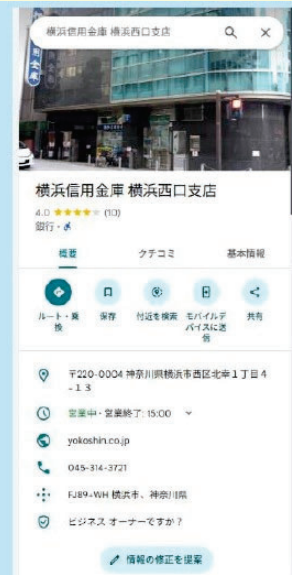 横浜信用金庫 横浜西口支店
横浜信用金庫 横浜西口支店
4.0 (10)
銀行・
概要 クチコミ 基本情報
ルート・乗換 保存 付近を検索 モバイルデバイスに送信 共有
〒220-0004 神奈川県横浜市西区北幸1丁目4
-13
営業中・営業終了: 15:00
yokoshin.co.jp
045-314-3721
FJ89+WH 横浜市、神奈川県
ビジネス オーナーですか？
情報の修正を提案